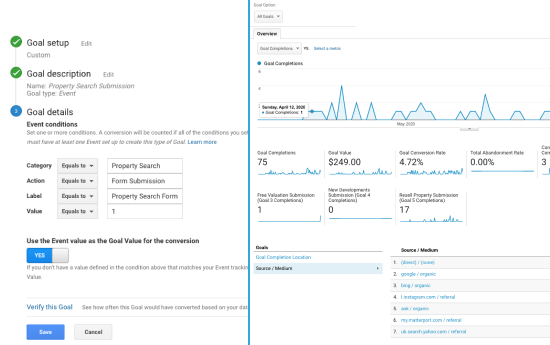 Goal setup Edit
Custom
Goal description Edit
Name: Property Search Submission
Goal type: Event
3 Goal details
Event conditions
Set one or more conditions. A conversion will be counted if all of the conditions you set
must have at least one Event set up to create this type of Goal. Learn more
Category Equals to Property Search
Action Equals to Form Submission
Label Equals to Property Search Form
Value Equals to 1
Use the Event value as the Goal Value for the conversion
YES
If you don't have a value defined in the condition above that matches your Event trackin
Value.
Verify this Goal See how often this Goal would have converted based on your dat
Save Cancel
Goal Option:
All Goals
Overview
Goal Completions VS. Select a metric
Goal Completions
Sunday, April 12, 2020
Goal Completions: 1
May 2020
Goal Completions
75
Goal Value
$249.00
Goal Conversion Rate
4.72%
Total Abandonment Rate
0.00%
Con
Com
3
Free Valuation Submission
(Goal 3 Completions)
1
New Developments
Submission (Goal 4
Completions)
0
Resell Property Submission
(Goal 5 Completions)
17
Goals
Goal Completion Location
Source / Medium
Source / Medium
1. (direct) / (none)
2. google / organic
3. bing / organic
4. l.instagram.com / referral
5. ask / organic
6. my.matterport.com / referral
7. uk.search.yahoo.com / referral